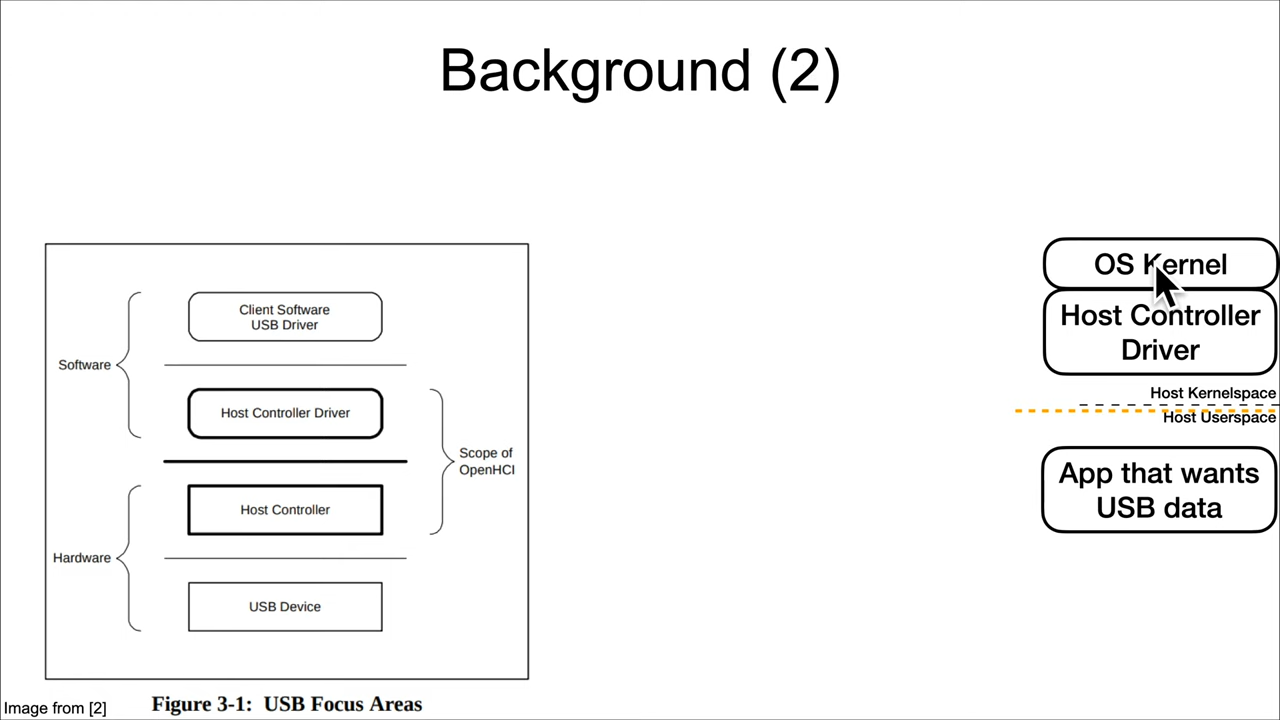 Background (2)
Client Software
USB Driver
Software
Host Controller Driver
Scope of
OpenHCI
Host Controller
Hardware
USB Device
Image from [2]
Figure 3-1: USB Focus Areas
OS Kernel
Host Controller
Driver
Host Kernelspace
Host Userspace
App that wants
USB data